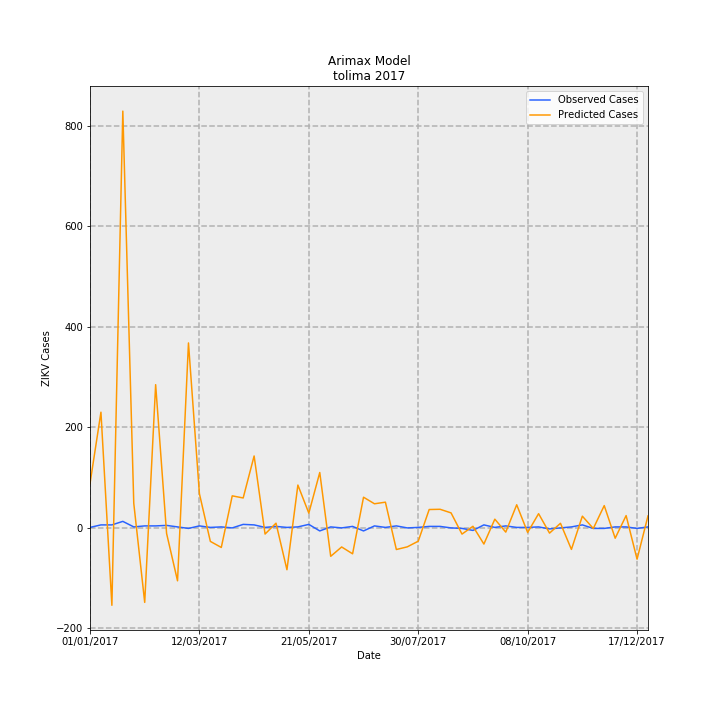 Arimax Model
tolima 2017
Observed Cases
Predicted Cases
800
600
400
200
0
−200
ZIKV Cases
01/01/2017
12/03/2017
21/05/2017
30/07/2017
08/10/2017
17/12/2017
Date